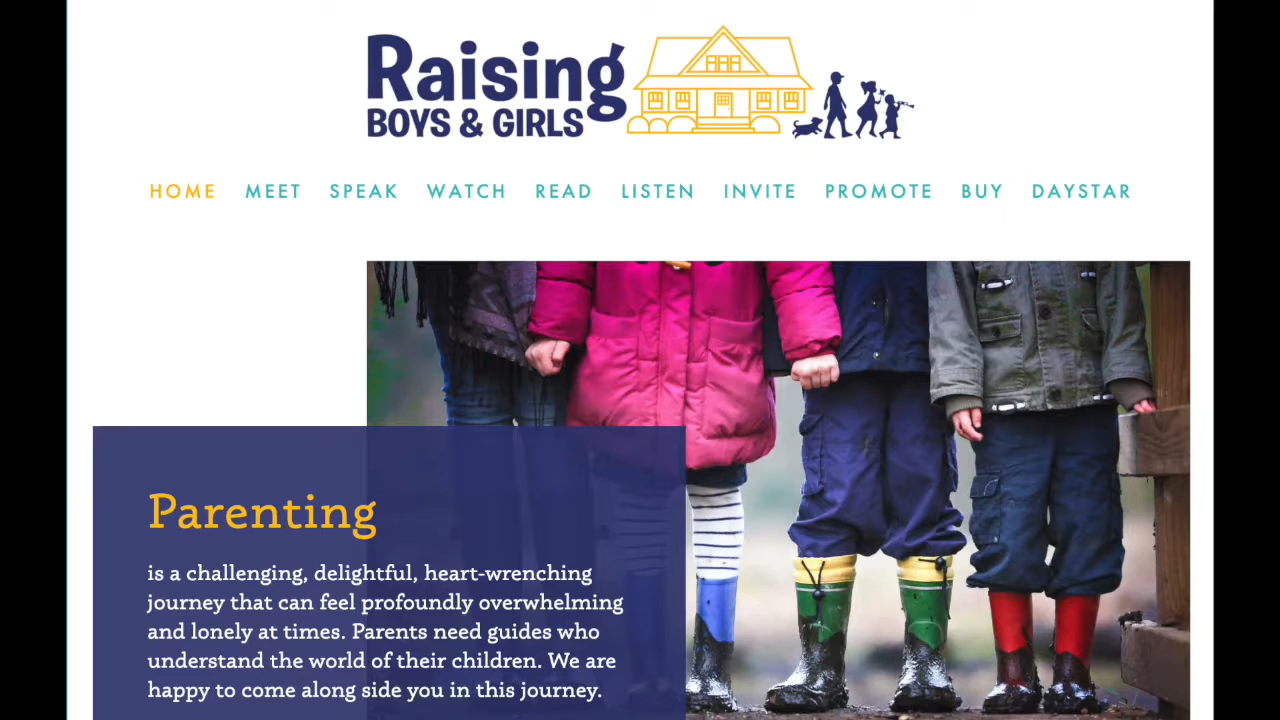 Raising
BOYS & GIRLS
HOME MEET SPEAK WATCH READ LISTEN INVITE PROMOTE BUY DAYSTAR
Parenting
is a challenging, delightful, heart-wrenching
journey that can feel profoundly overwhelming
and lonely at times. Parents need guides who
understand the world of their children. We are
happy to come along side you in this journey.